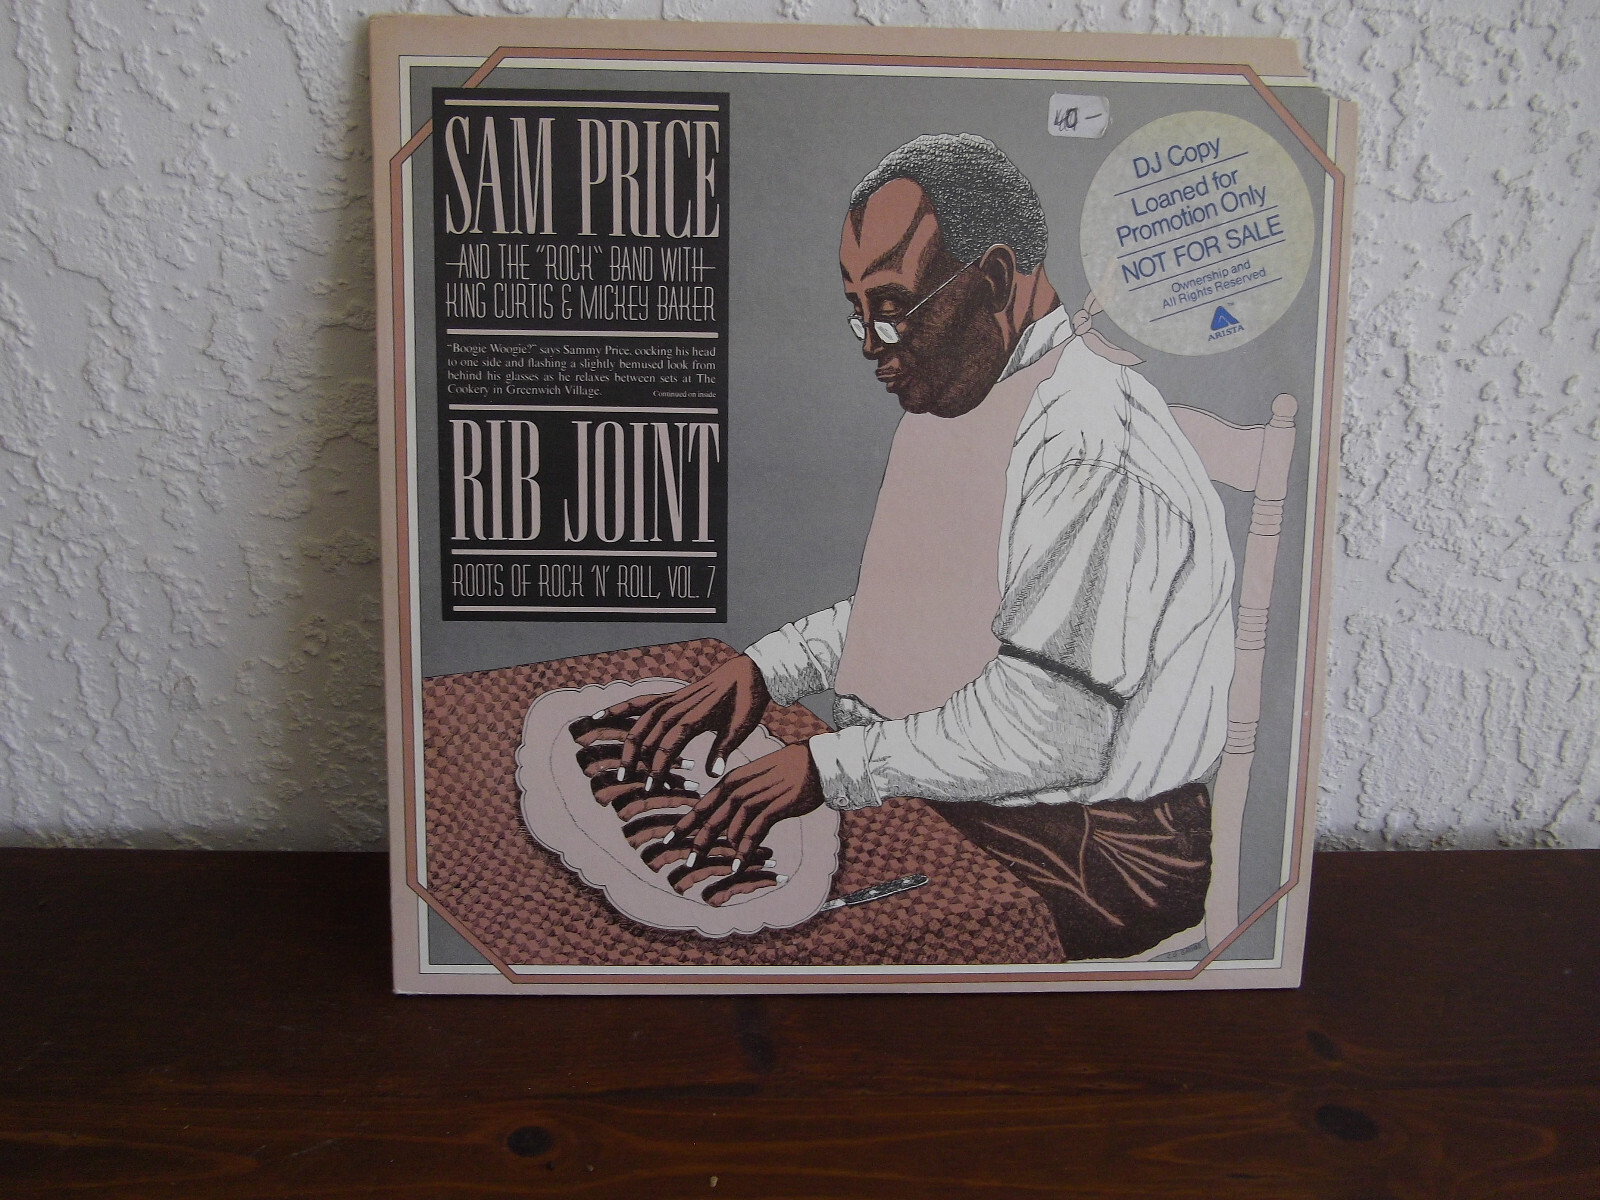 SAM PRICE
AND THE "ROCK" BAND WITH
KING CURTIS & MICKEY BAKER
"Boogie Woogie?" says Sammy Price, cocking his head
to one side and flashing a slightly bemused look from
behind his glasses as he relaxes between sets at The
Cookery in Greenwich Village.
Continued on inside
RIB JOINT
ROOTS OF ROCK 'N' ROLL, VOL. 7
40-
DJ Copy
Loaned for
Promotion Only
NOT FOR SALE
Ownership and
All Rights Reserved
TM
ARISTA